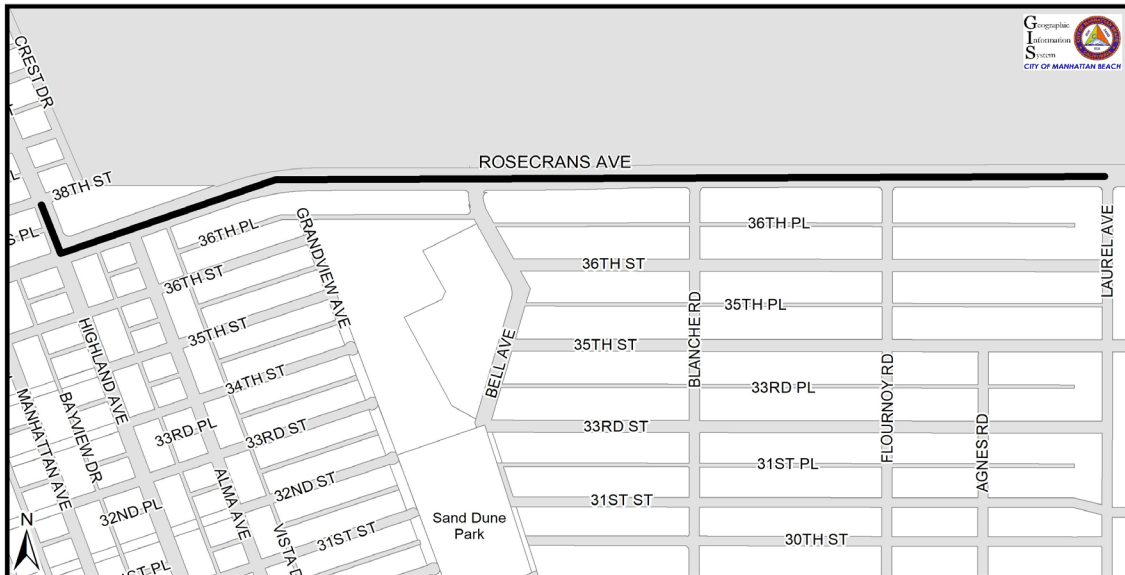 Geographic
Information
System
CITY OF MANHATTAN BEACH
CREST DR
ROSECRANS AVE
38TH ST
36TH PL
GRANDVIEW AVE
36TH PL
LAUREL AVE
36TH ST
36TH ST
35TH PL
BLANCHE RD
HIGHLAND AVE
35TH ST
35TH ST
BELL AVE
34TH ST
33RD PL
FLOURNOY RD
MANHATTAN AVE
BAYVIEW DR
33RD PL
33RD ST
33RD ST
AGNES RD
31ST PL
ALMA AVE
32ND ST
31ST ST
32ND PL
Sand Dune
Park
N
31ST ST
30TH ST